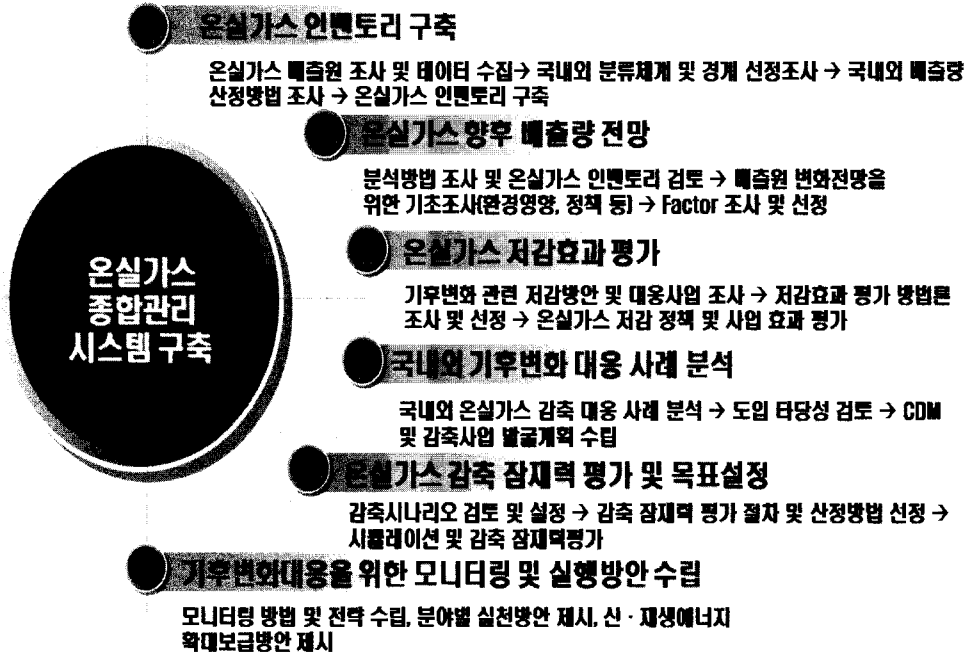 온실가스 인벤토리 구축
온실가스 배출원 조사 및 데이터 수집→ 국내외 분류체계 및 경계 선정조사 → 국내외 배출량
산정방법 조사 → 온실가스 인벤토리 구축
온실가스 향후 배출량 전망
분석방법 조사 및 온실가스 인벤토리 검토 → 배출원 변화전망을
위한 기초조사(환경영향, 정책 등) → Factor 조사 및 선정
온실가스 저감효과 평가
기후변화 관련 저감방안 및 대응사업 조사 → 저감효과 평가 방법론
조사 및 선정 → 온실가스 저감 정책 및 사업 효과 평가
온실가스
종합관리
시스템 구축
국내외 기후변화 대응 사례 분석
국내외 온실가스 감축 대응 사례 분석 → 도입 타당성 검토 → CDM
및 감축사업 발굴계획 수립
온실가스 감축 잠재력 평가 및 목표설정
감축시나리오 검토 및 설정 → 감축 잠재력 평가 절차 및 산정방법 선정 →
시뮬레이션 및 감축 잠재력평가
기후변화대응을 위한 모니터링 및 실행방안 수립
모니터링 방법 및 전략 수립, 분야별 실천방안 제시, 신 · 재생에너지
확대보급방안 제시